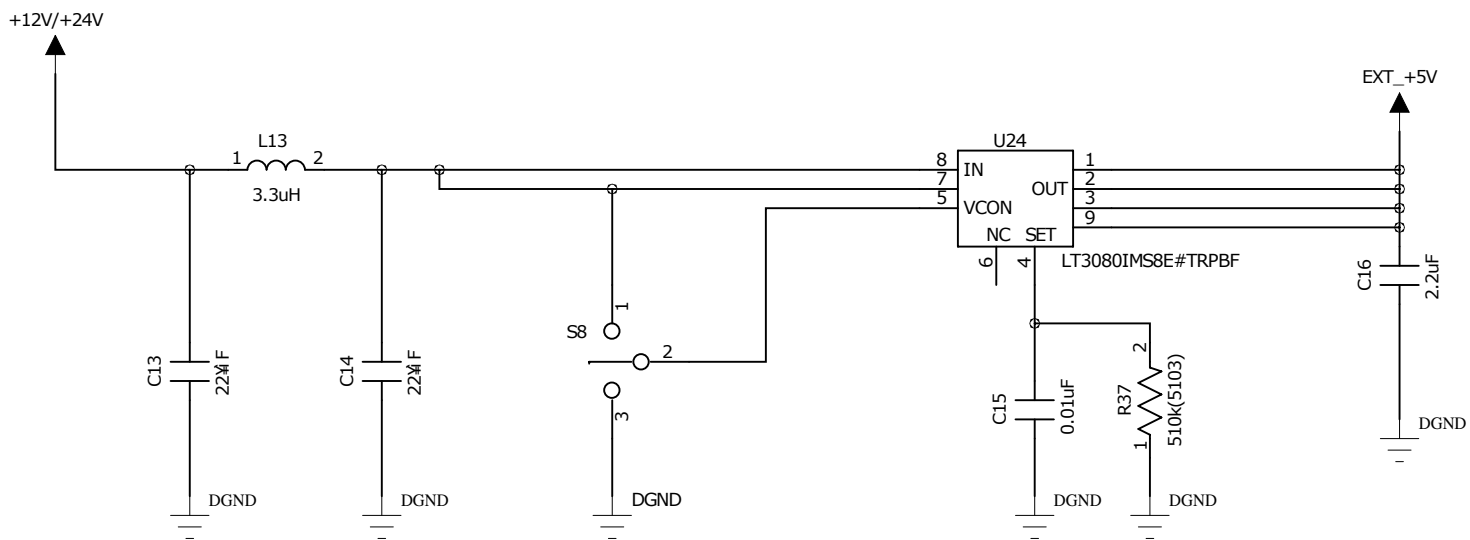 +12V/+24V
EXT_+5V
L13
1
2
3.3uH
U24
8
7
5
IN
VCON
OUT
NC
SET
1
2
3
9
6
4
LT3080IMS8E#TRPBF
C16
2.2uF
S8
1
2
3
C13
C14
C15
0.01uF
R37
510k(5103)
2
1
DGND
DGND
DGND
DGND
DGND
DGND